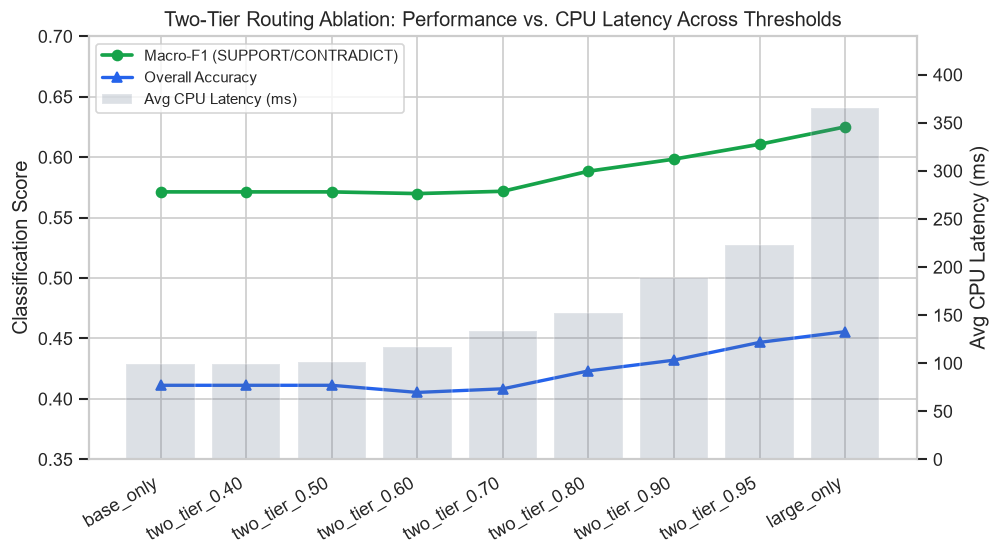 Two-Tier Routing Ablation: Performance vs. CPU Latency Across Thresholds
Macro-F1 (SUPPORT/CONTRADICT)
Overall Accuracy
Avg CPU Latency (ms)
Classification Score
0.70
0.65
0.60
0.55
0.50
0.45
0.40
0.35
400
350
300
250
200
150
100
50
0
Avg CPU Latency (ms)
base_only
two_tier_0.40
two_tier_0.50
two_tier_0.60
two_tier_0.70
two_tier_0.80
two_tier_0.90
two_tier_0.95
large_only